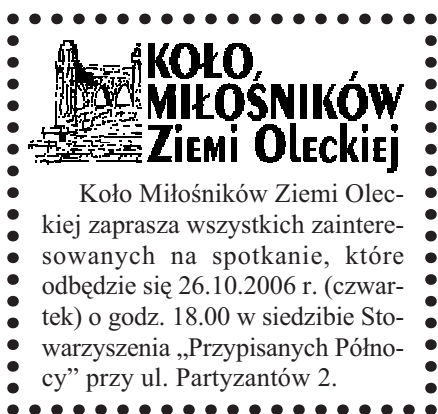 KOŁO
MIŁOŚNIKÓW
ZIEMI OLECKIEJ
Koło Miłośników Ziemi Olec-
kiej zaprasza wszystkich zaintere-
sowanych na spotkanie, które
odbędzie się 26.10.2006 r. (czwar-
tek) o godz. 18.00 w siedzibie Sto-
warzyszenia „Przypisanych Półno-
cy” przy ul. Partyzantów 2.